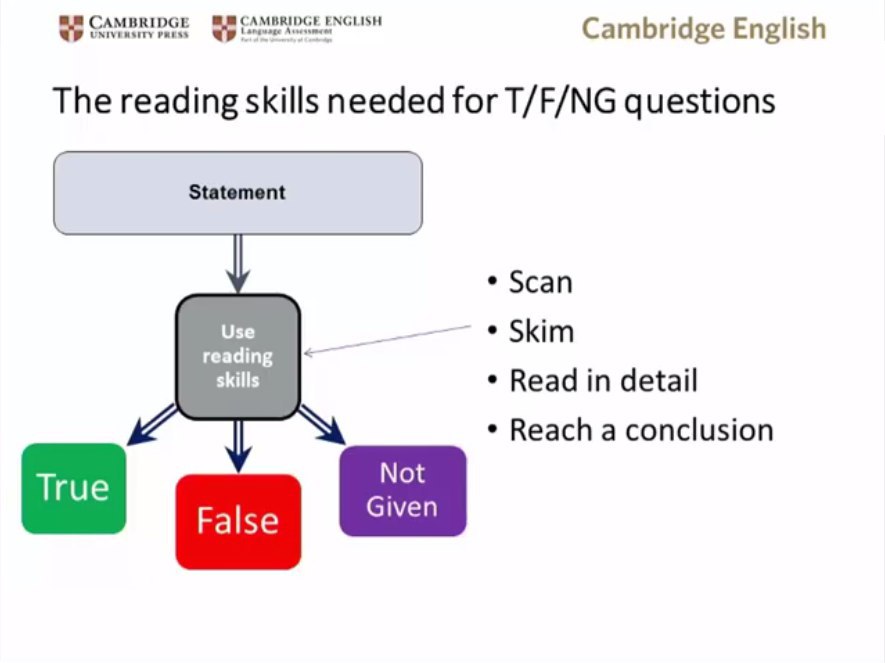 CAMBRIDGE
UNIVERSITY PRESS
CAMBRIDGE ENGLISH
Language Assessment
Part of the University of Cambridge
Cambridge English
The reading skills needed for T/F/NG questions
Statement
Use
reading
skills
• Scan
• Skim
• Read in detail
• Reach a conclusion
True
False
Not
Given